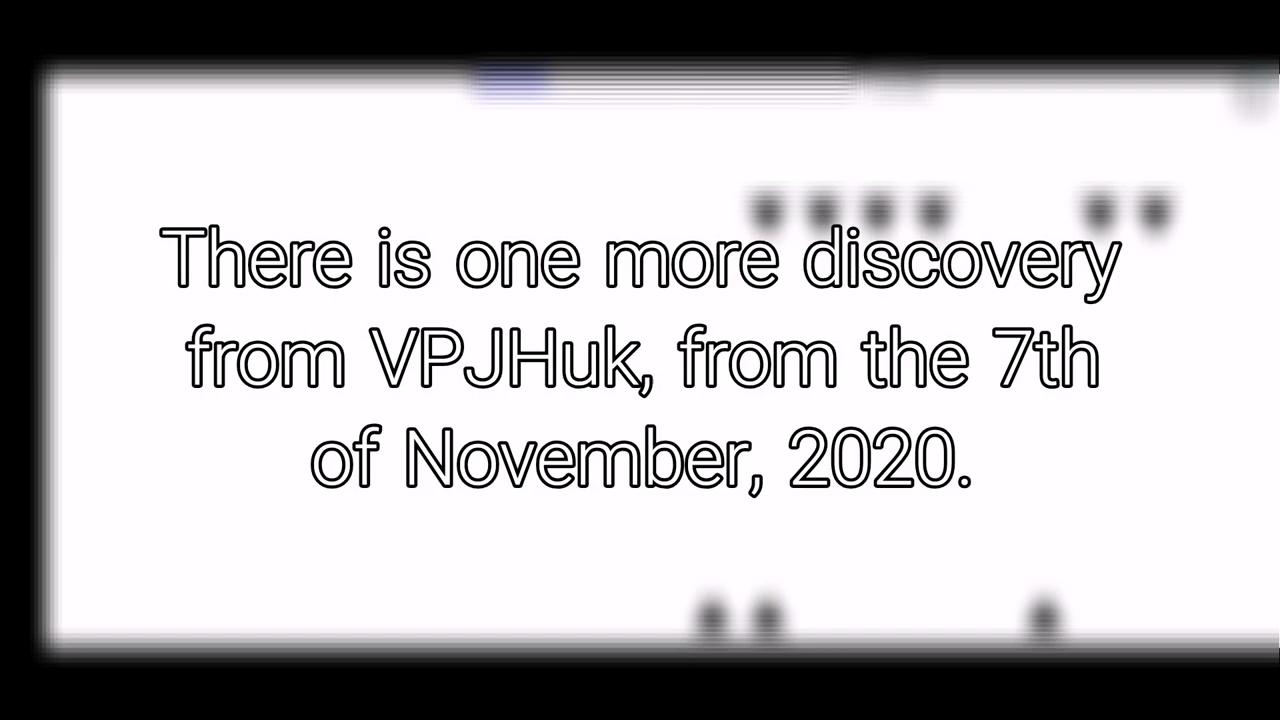 There is one more discovery
from VPJHuk, from the 7th
of November, 2020.